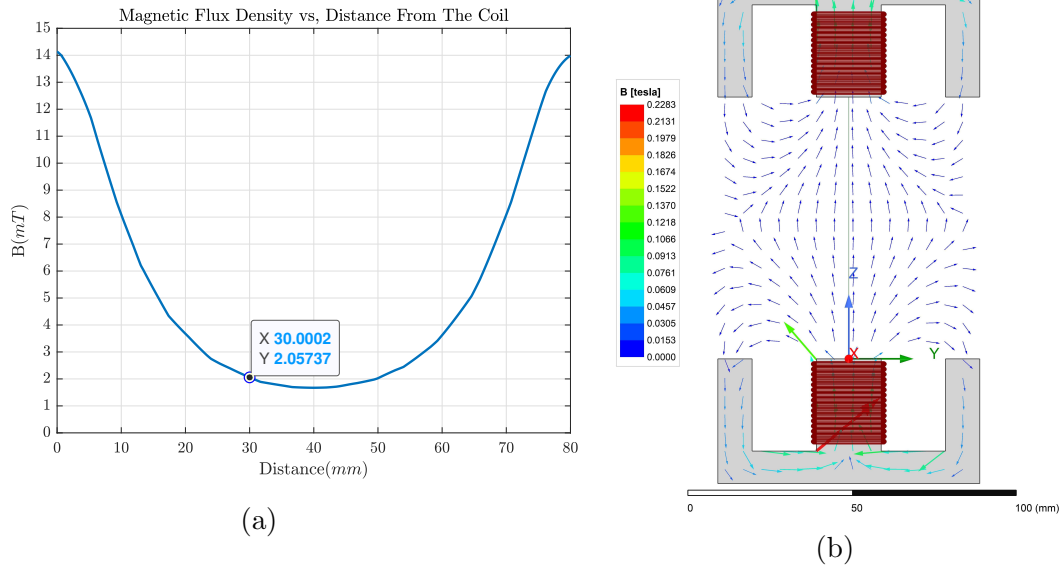 Magnetic Flux Density vs, Distance From The Coil
15
14
13
12
11
10
9
8
7
6
5
4
3
2
1
0
B(mT)
X 30.0002
Y 2.05737
0 10 20 30 40 50 60 70 80
Distance(mm)
(a)
B [tesla]
0.2283
0.2131
0.1979
0.1826
0.1674
0.1522
0.1370
0.1218
0.1066
0.0913
0.0761
0.0609
0.0457
0.0305
0.0153
0.0000
Z
X
Y
0 50 100 (mm)
(b)